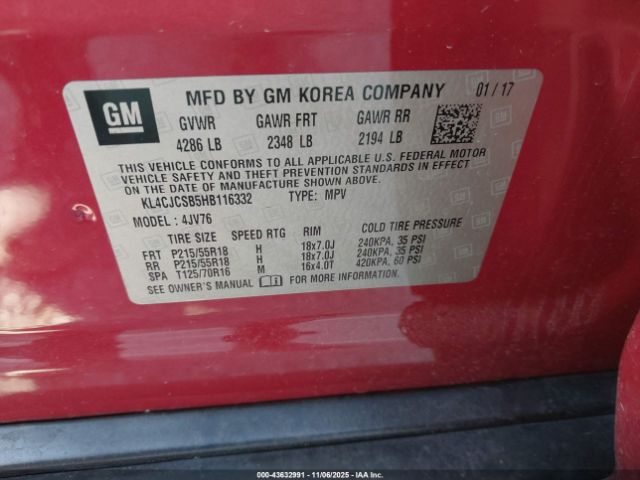 GM
MFD BY GM KOREA COMPANY 01 / 17
GVWR GAWR FRT GAWR RR
4286 LB 2348 LB 2194 LB
THIS VEHICLE CONFORMS TO ALL APPLICABLE U.S. FEDERAL MOTOR
VEHICLE SAFETY AND THEFT PREVENTION STANDARDS IN EFFECT
ON THE DATE OF MANUFACTURE SHOWN ABOVE.
KL4CJCSB5HB116332 TYPE: MPV
MODEL : 4JV76
TIRE SIZE SPEED RTG RIM COLD TIRE PRESSURE
FRT P215/55R18 H 18x7.0J 240KPA, 35 PSI
RR P215/55R18 H 18x7.0J 240KPA, 35 PSI
SPA T125/70R16 M 16x4.0T 420KPA, 60 PSI
SEE OWNER'S MANUAL FOR MORE INFORMATION.
000-43632991 - 11/06/2025 - COPYRIGHT IAA, LLC.